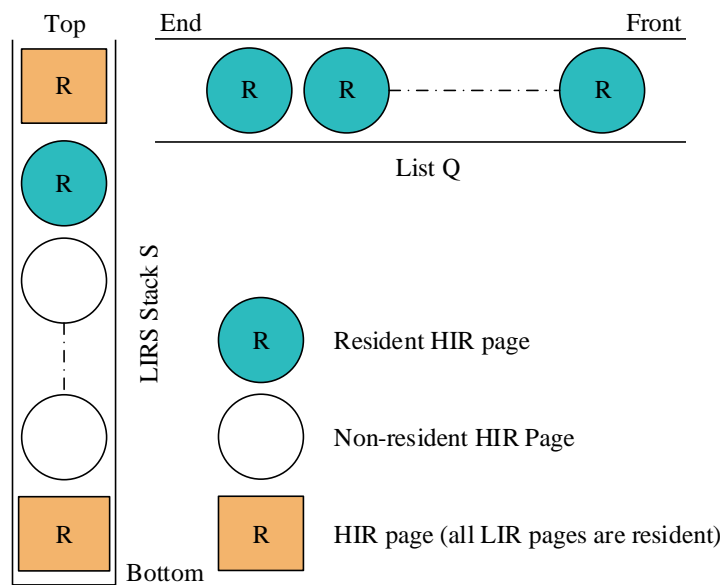 Top
End
Front
R
R
R
R
R
List Q
LIRS Stack S
R
Resident HIR page
Non-resident HIR Page
R
R
HIR page (all LIR pages are resident)
Bottom